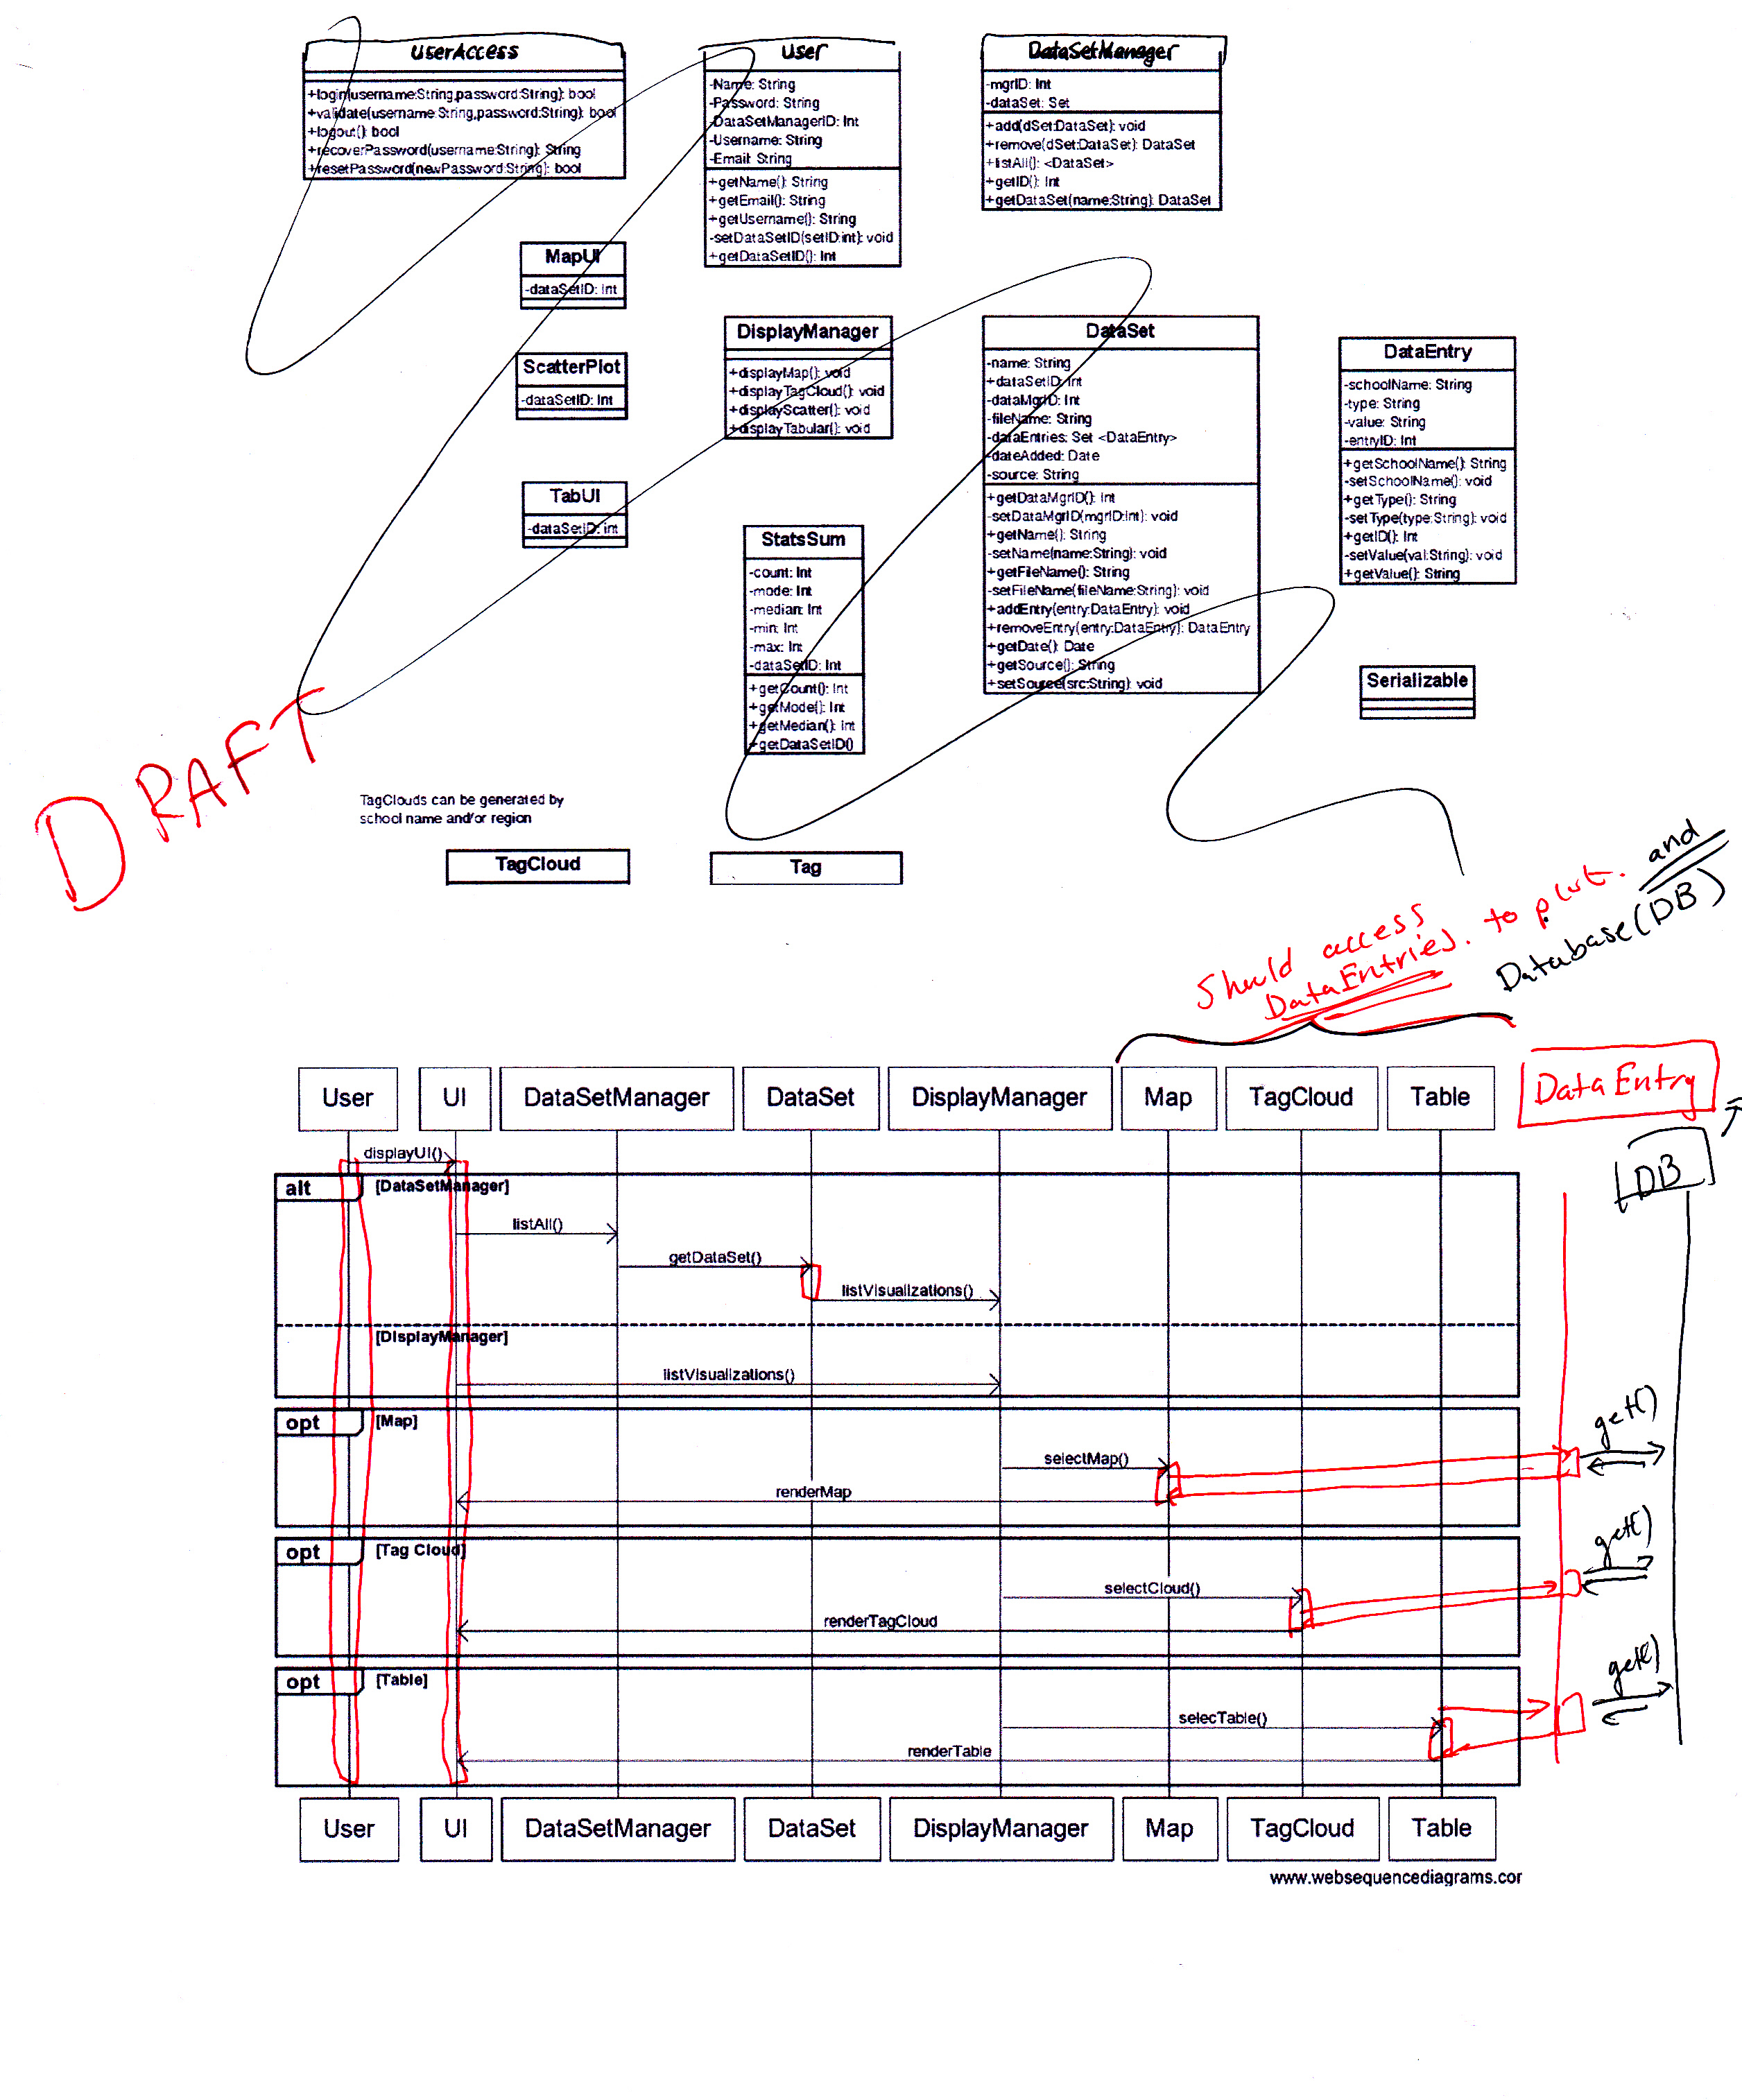 UserAccess
+login(username:String,password:String): bool
+validate(username:String,password:String): bool
+logout(): bool
+recoverPassword(username:String): String
+resetPassword(newPassword:String): bool
User
-Name: String
-Password: String
-DataSetManagerID: Int
-Username: String
-Email: String
+getName(): String
+getEmail(): String
+getUsername(): String
-setDataSetID(setID:int): void
+getDataSetID(): Int
DataSetManager
-mgrID: Int
-dataSet: Set
+add(dSet:DataSet): void
+remove(dSet:DataSet): DataSet
+listAll(): <DataSet>
+getID(): Int
+getDataSet(name:String): DataSet
MapUI
-dataSetID: Int
ScatterPlot
-dataSetID: Int
TabUI
-dataSetID: int
DisplayManager
+displayMap(): void
+displayTagCloud(): void
+displayScatter(): void
+displayTabular(): void
StatsSum
-count: Int
-mode: Int
-median: Int
-min: Int
-max: Int
-dataSetID: Int
+getCount(): Int
+getMode(): Int
+getMedian(): Int
+getDataSetID()
DataSet
-name: String
+dataSetID: Int
-dataMgrID: Int
-fileName: String
-dataEntries: Set <DataEntry>
-dateAdded: Date
-source: String
+getDataMgrID(): Int
-setDataMgrID(mgrID:Int): void
+getName(): String
-setName(name:String): void
+getFileName(): String
-setFileName(fileName:String): void
+addEntry(entry:DataEntry): void
+removeEntry(entry:DataEntry): DataEntry
+getDate(): Date
+getSource(): String
+setSource(src:String): void
DataEntry
-schoolName: String
-type: String
-value: String
-entryID: Int
+getSchoolName(): String
-setSchoolName(): void
+getType(): String
-setType(type:String): void
+getID(): Int
-setValue(val:String): void
+getValue(): String
Serializable
DRAFT
TagClouds can be generated by
school name and/or region
TagCloud
Tag
Should access
DataEntries. to plot. and
Database (DB)
User
UI
DataSetManager
DataSet
DisplayManager
Map
TagCloud
Table
DataEntry
DB
displayUI()
alt
[DataSetManager]
listAll()
getDataSet()
listVisualizations()
[DisplayManager]
listVisualizations()
opt
[Map]
selectMap()
get()
renderMap
opt
[Tag Cloud]
selectCloud()
get()
renderTagCloud
opt
[Table]
selecTable()
get()
renderTable
User
UI
DataSetManager
DataSet
DisplayManager
Map
TagCloud
Table
www.websequencediagrams.cor